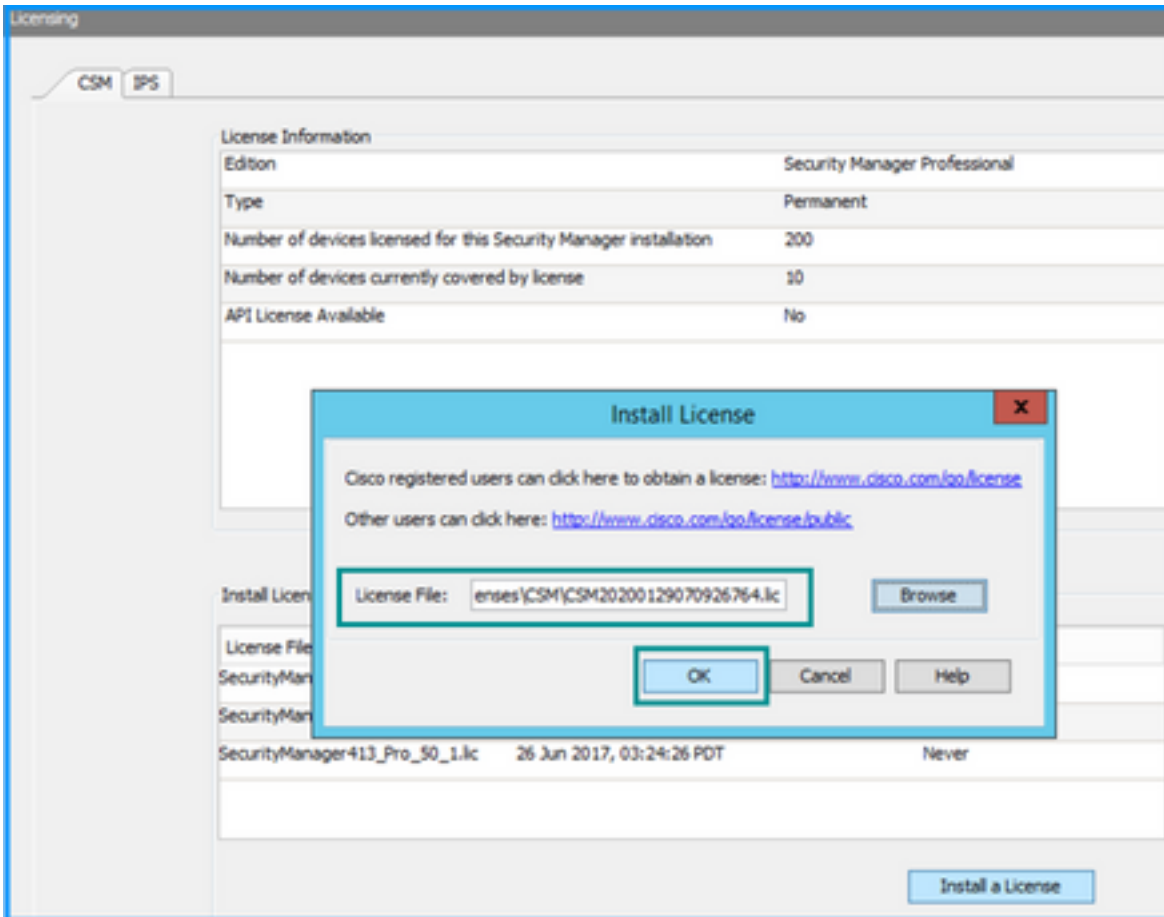 Licensing
CSM IPS
License Information
Edition Security Manager Professional
Type Permanent
Number of devices licensed for this Security Manager installation 200
Number of devices currently covered by license 10
API License Available No
Install License
X
Cisco registered users can click here to obtain a license: http://www.cisco.com/go/license
Other users can click here: http://www.cisco.com/go/license/public
Install Licen
License File: enses\CSM\CSM20200129070926764.lic Browse
License File
OK Cancel Help
SecurityMan
SecurityMan
SecurityManager413_Pro_50_1.lic 26 Jun 2017, 03:24:26 PDT Never
Install a License